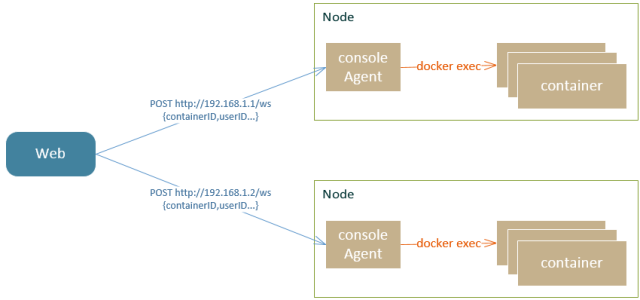 Node
console
Agent
docker exec
container
POST http://192.168.1.1/ws
{containerID,userID...}
Web
POST http://192.168.1.2/ws
{containerID,userID...}
Node
console
Agent
docker exec
container